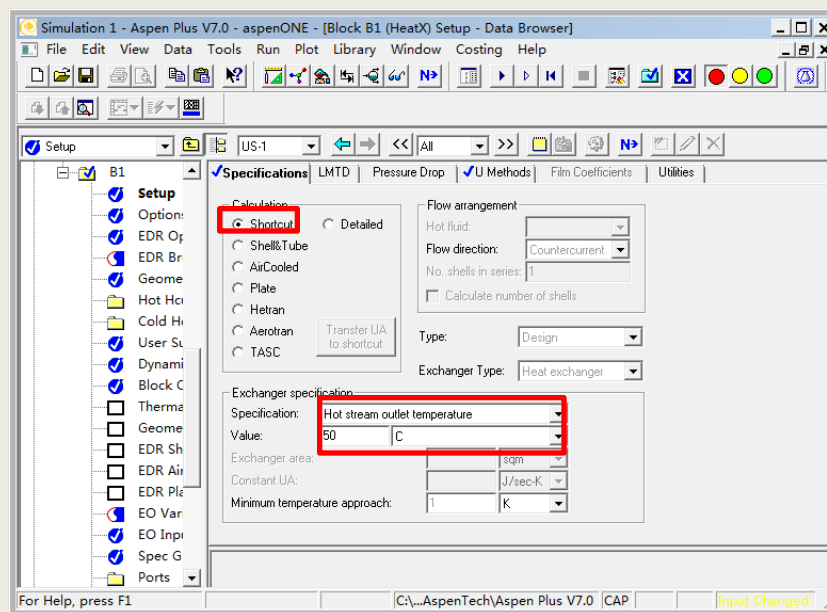 Simulation 1 - Aspen Plus V7.0 - aspenONE - [Block B1 (HeatX) Setup - Data Browser]
File Edit View Data Tools Run Plot Library Window Costing Help
N>
Setup US-1 << All >> N>
B1
Setup
Options
EDR Op
EDR Br
Geome
Hot Hc
Cold H
User Su
Dynami
Block C
Therma
Geome
EDR Sh
EDR Air
EDR Pla
EO Vari
EO Inpu
Spec G
Ports
Specifications LMTD Pressure Drop U Methods Film Coefficients Utilities
Calculation
Shortcut Detailed
Shell&Tube
AirCooled
Plate
Hetran
Aerotran
TASC
Transfer UA
to shortcut
Flow arrangement
Hot fluid:
Flow direction: Countercurrent
No. shells in series: 1
Calculate number of shells
Type: Design
Exchanger Type: Heat exchanger
Exchanger specification
Specification: Hot stream outlet temperature
Value: 50 C
Exchanger area: sqm
Constant UA: J/sec-K
Minimum temperature approach: 1 K
For Help, press F1 C:\...AspenTech\Aspen Plus V7.0 CAP Input Changed